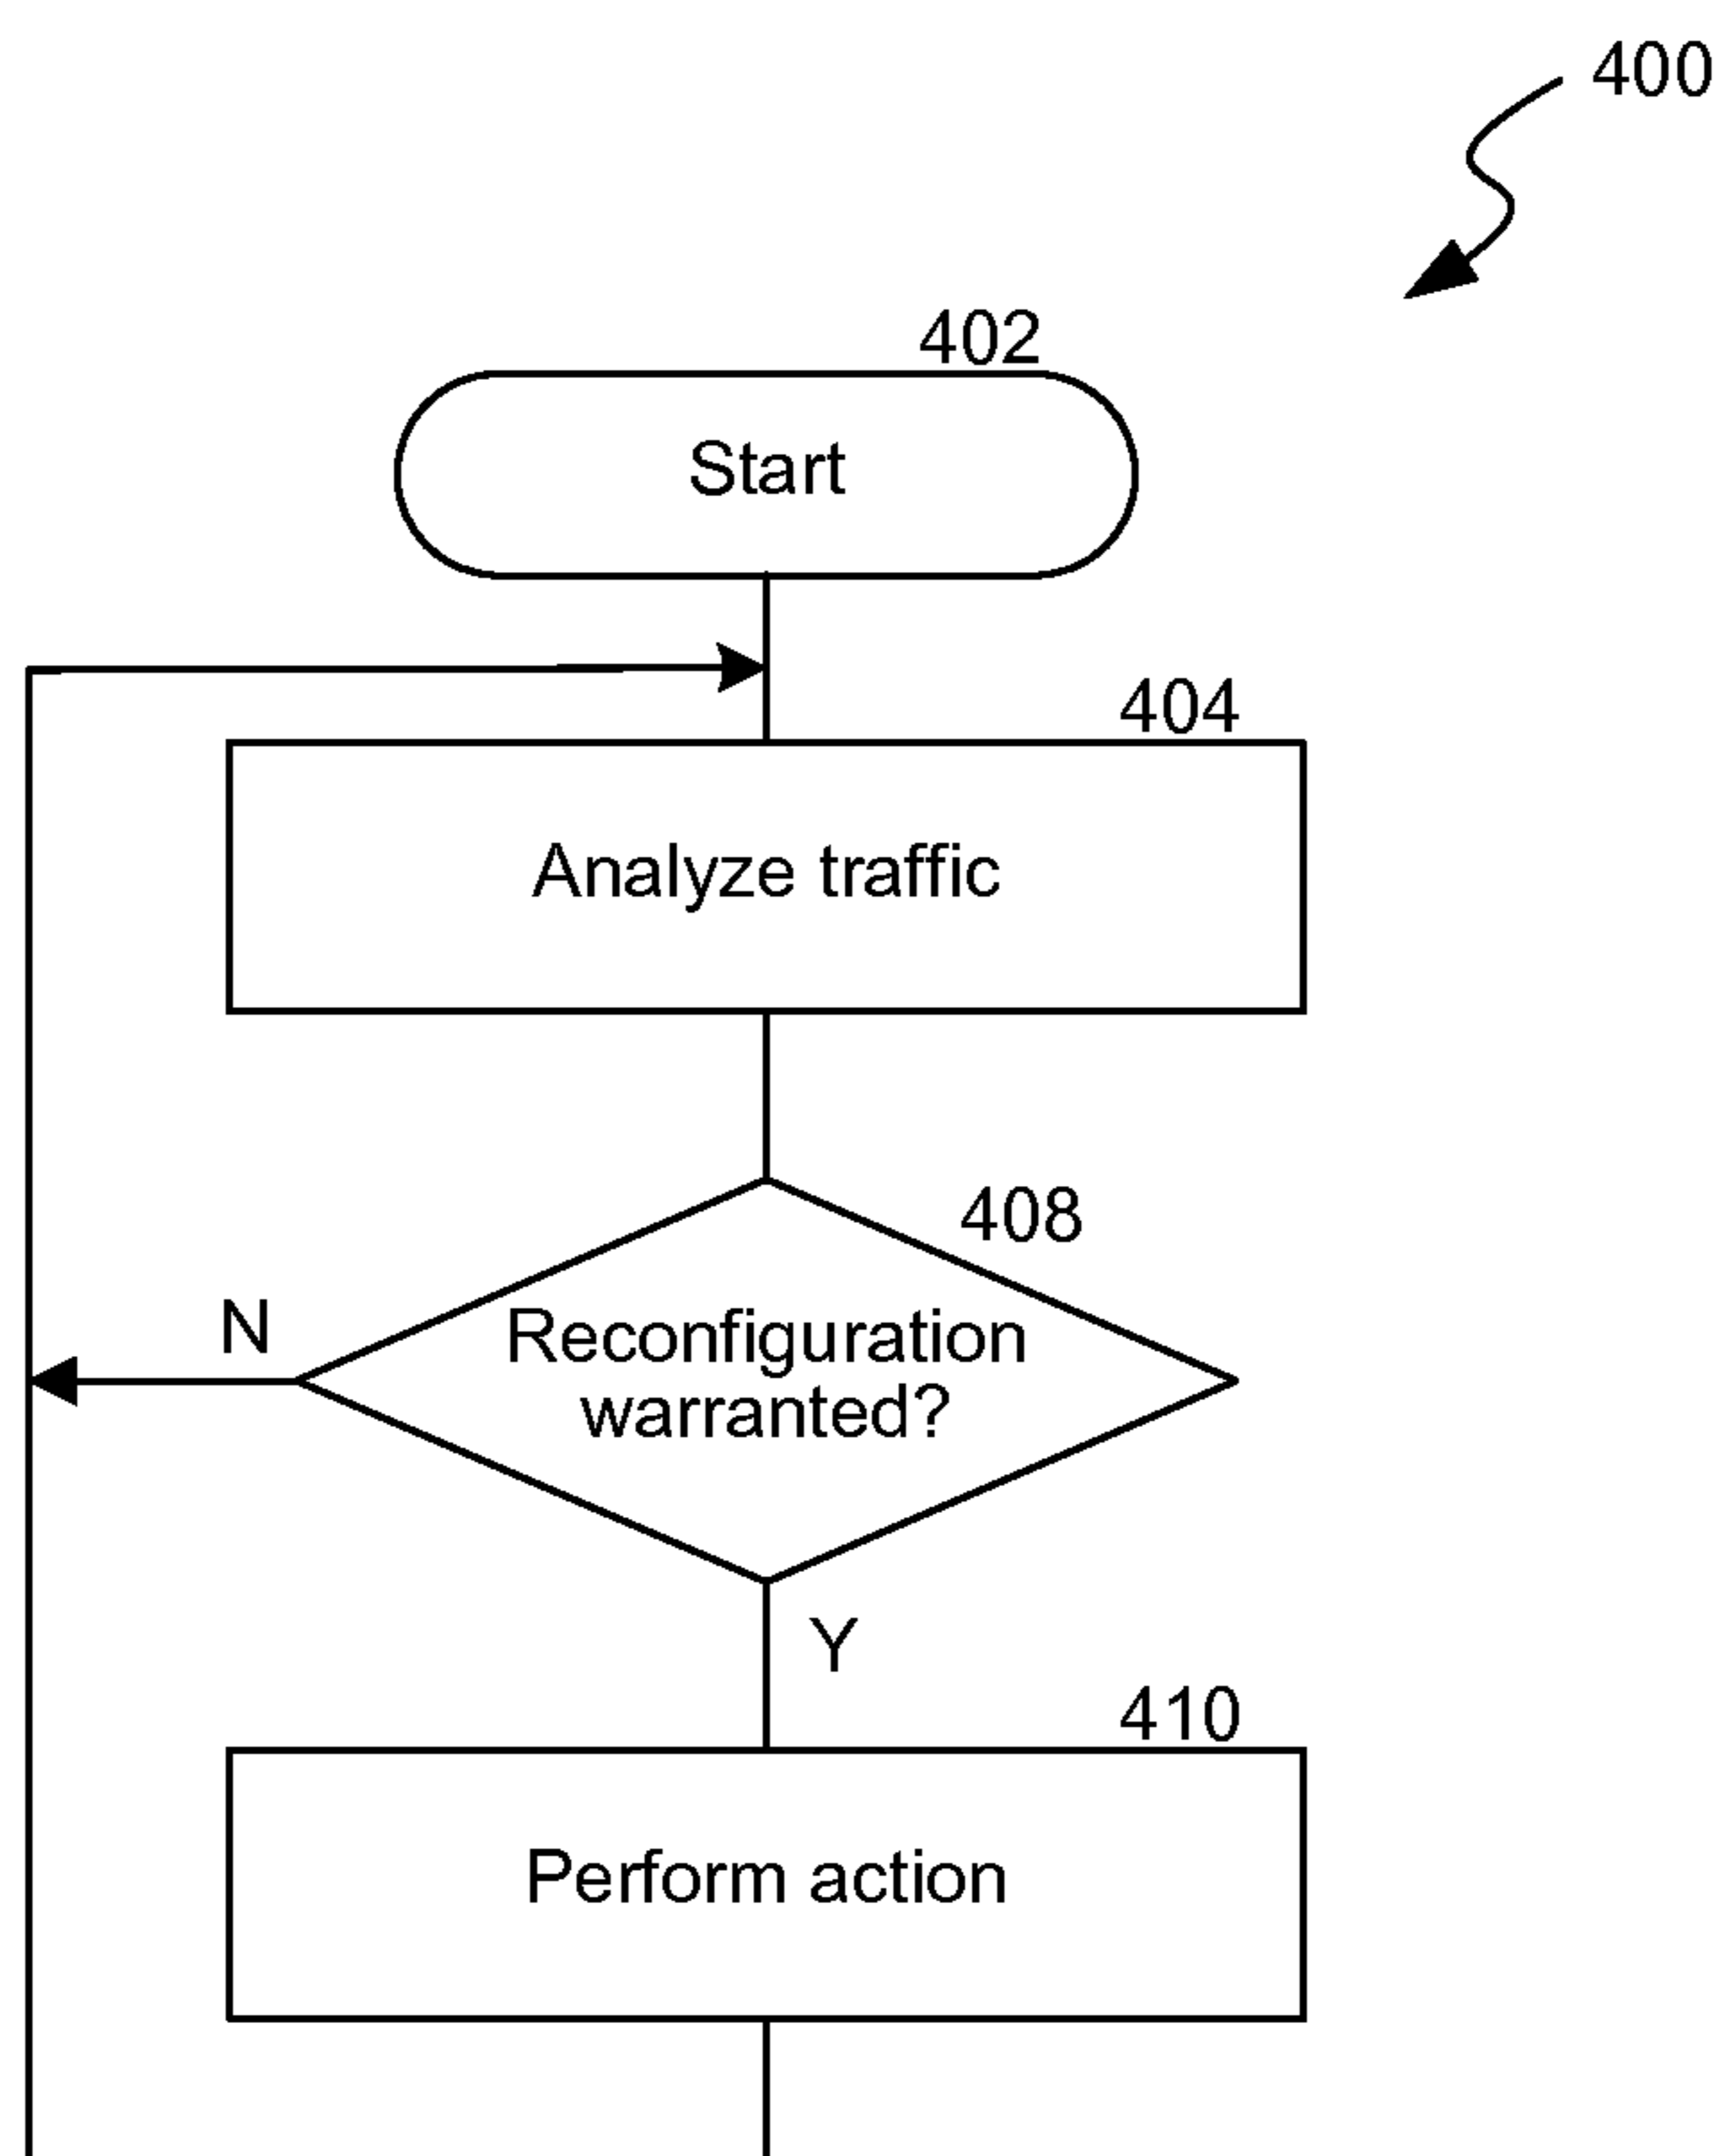 400
402
Start
404
Analyze traffic
408
N
Reconfiguration
warranted?
Y
410
Perform action